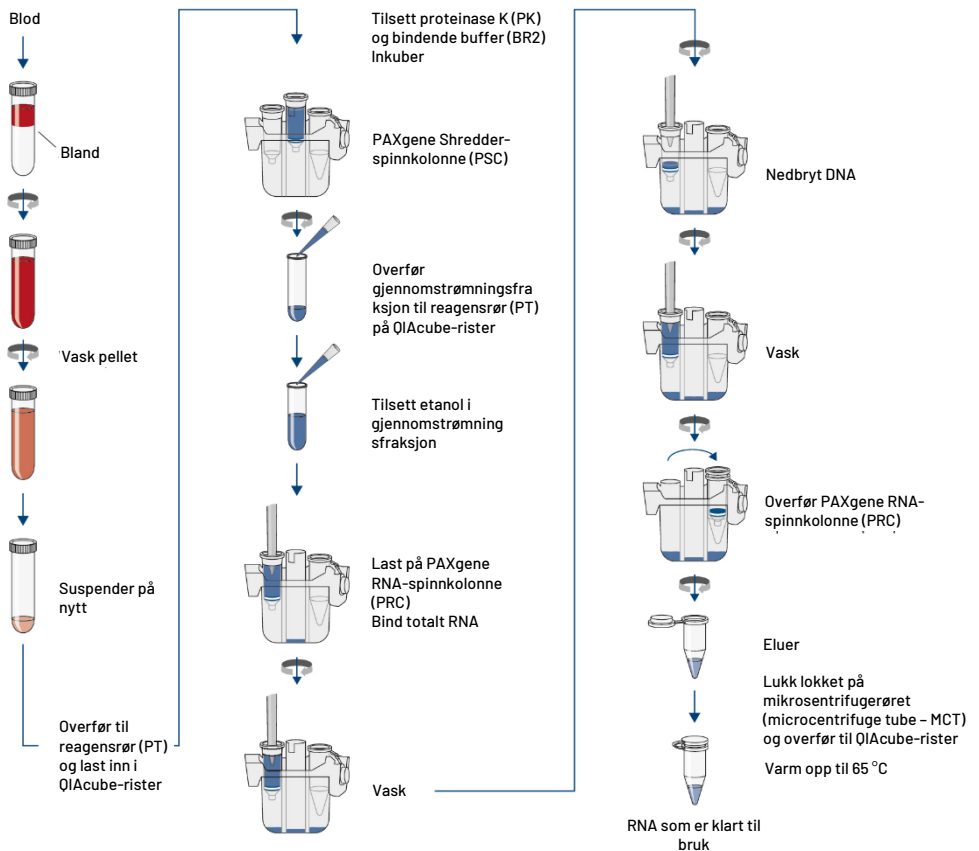 Blod
Bland
Vask pellet
Suspender på
nytt
Overfør til
reagensrør (PT)
og last inn i
QIAcube-rister
Tilsett proteinase K (PK)
og bindende buffer (BR2)
Inkuber
PAXgene Shredder-
spinnkolonne (PSC)
Overfør
gjennomstrømningsfra
ksjon til reagensrør (PT)
på QIAcube-rister
Tilsett etanol i
gjennomstrømning
sfraksjon
Last på PAXgene
RNA-spinnkolonne
(PRC)
Bind totalt RNA
Vask
Nedbryt DNA
Vask
Overfør PAXgene RNA-
spinnkolonne (PRC)
Eluer
Lukk lokket på
mikrosentrifugerøret
(microcentrifuge tube – MCT)
og overfør til QIAcube-rister
Varm opp til 65 °C
RNA som er klart til
bruk